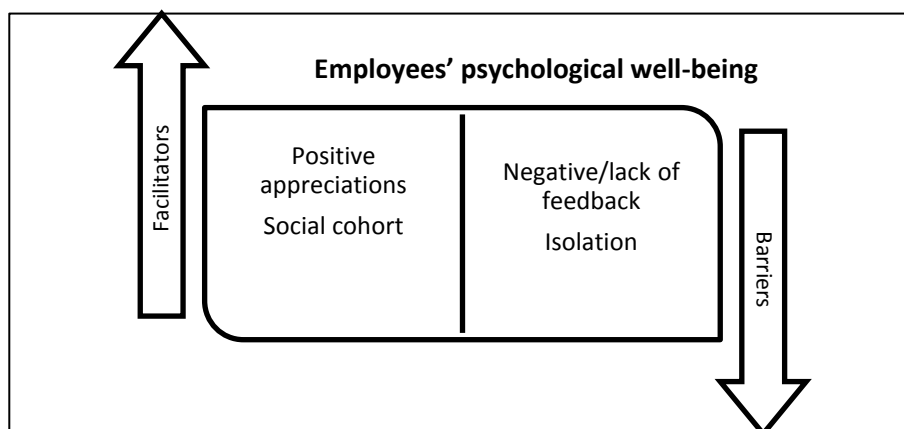 Employees’ psychological well-being
Facilitators
Positive
appreciations
Social cohort
Negative/lack of
feedback
Isolation
Barriers